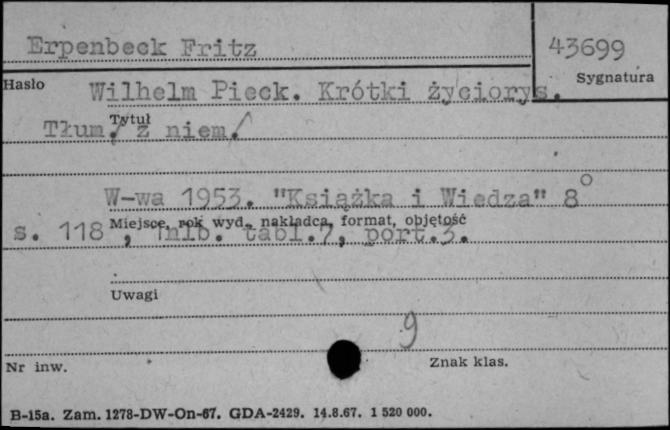 Erpenbeck Fritz
43699
Hasło
Sygnatura
Wilhelm Pieck. Krótki życiorys.
Tytuł
Tłum. z niem.
W-wa 1953. "Książka i Wiedza" 8°
Miejsce, rok wyd., nakładca, format, objętość
s. 118, 1nlb. tabl.7, port.3.
Uwagi
9
Nr inw.
Znak klas.
B-15a. Zam. 1278-DW-On-67. GDA-2429. 14.8.67. 1 520 000.